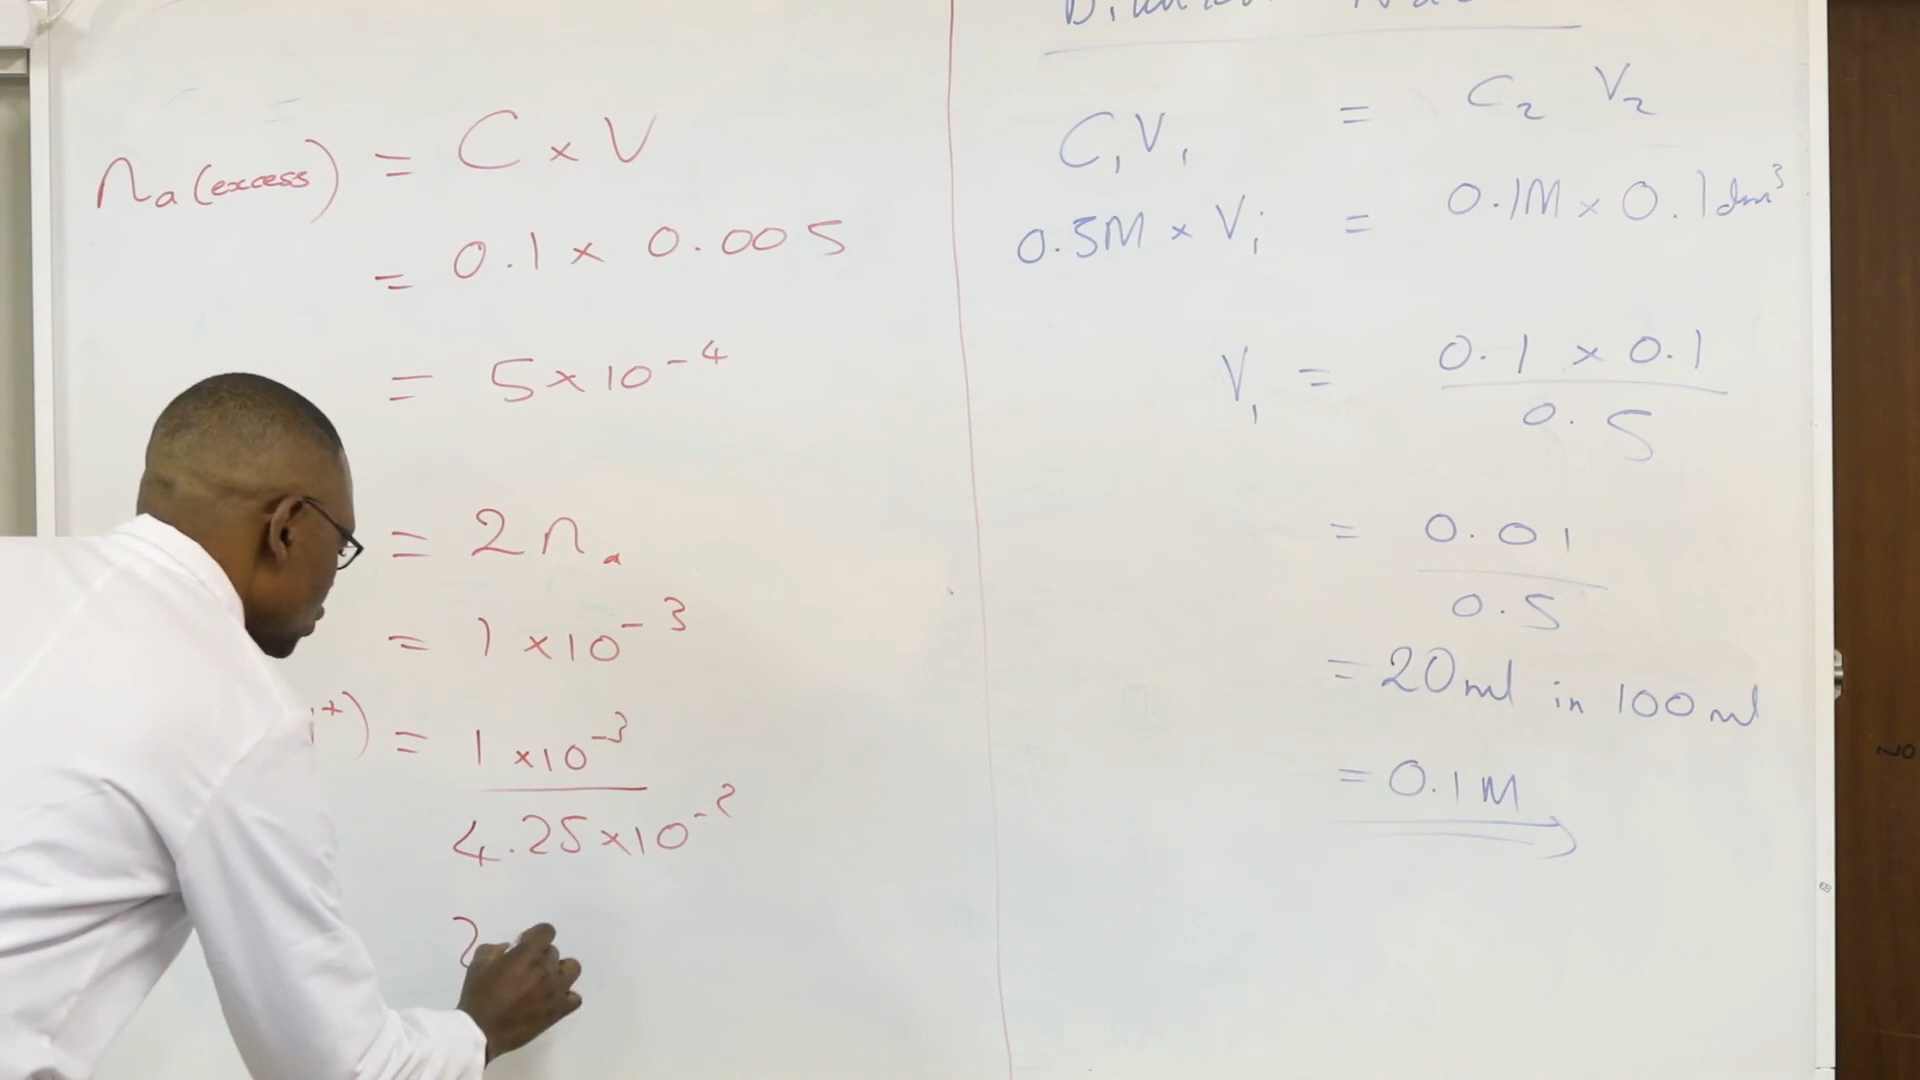 nₐ(excess) = C × V
= 0.1 × 0.005
= 5 × 10⁻⁴
= 2nₐ
= 1 × 10⁻³
⁺) = 1 × 10⁻³
4.25 × 10⁻²
2
C₁V₁ = C₂ V₂
0.5M × V₁ = 0.1M × 0.1dm³
V₁ = 0.1 × 0.1
0.5
= 0.01
0.5
= 20ml in 100ml
= 0.1M